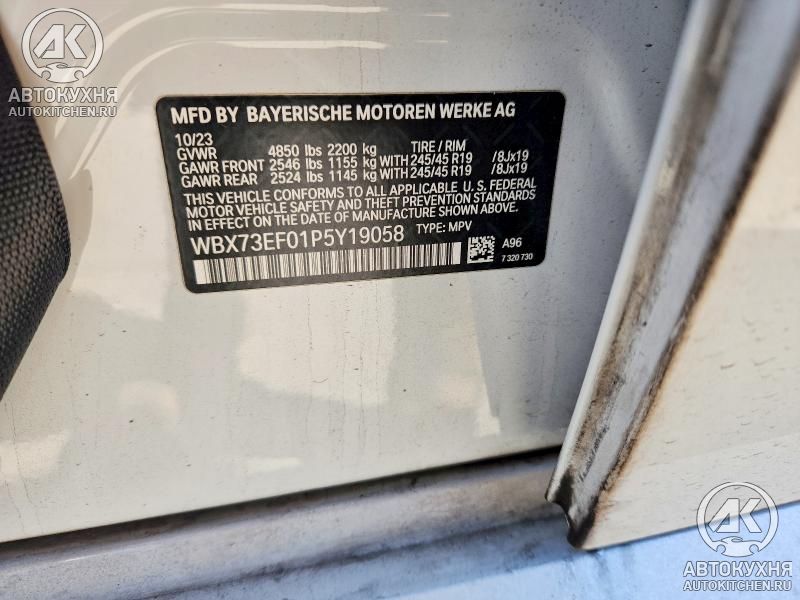 AK
АВТОКУХНЯ
AUTOKITCHEN.RU
MFD BY BAYERISCHE MOTOREN WERKE AG
10/23
GVWR 4850 lbs 2200 kg TIRE / RIM
GAWR FRONT 2546 lbs 1155 kg WITH 245/45 R19 /8Jx19
GAWR REAR 2524 lbs 1145 kg WITH 245/45 R19 /8Jx19
THIS VEHICLE CONFORMS TO ALL APPLICABLE U. S. FEDERAL
MOTOR VEHICLE SAFETY AND THEFT PREVENTION STANDARDS
IN EFFECT ON THE DATE OF MANUFACTURE SHOWN ABOVE.
WBX73EF01P5Y19058 TYPE: MPV
A96
7 320 730
AK
АВТОКУХНЯ
AUTOKITCHEN.RU